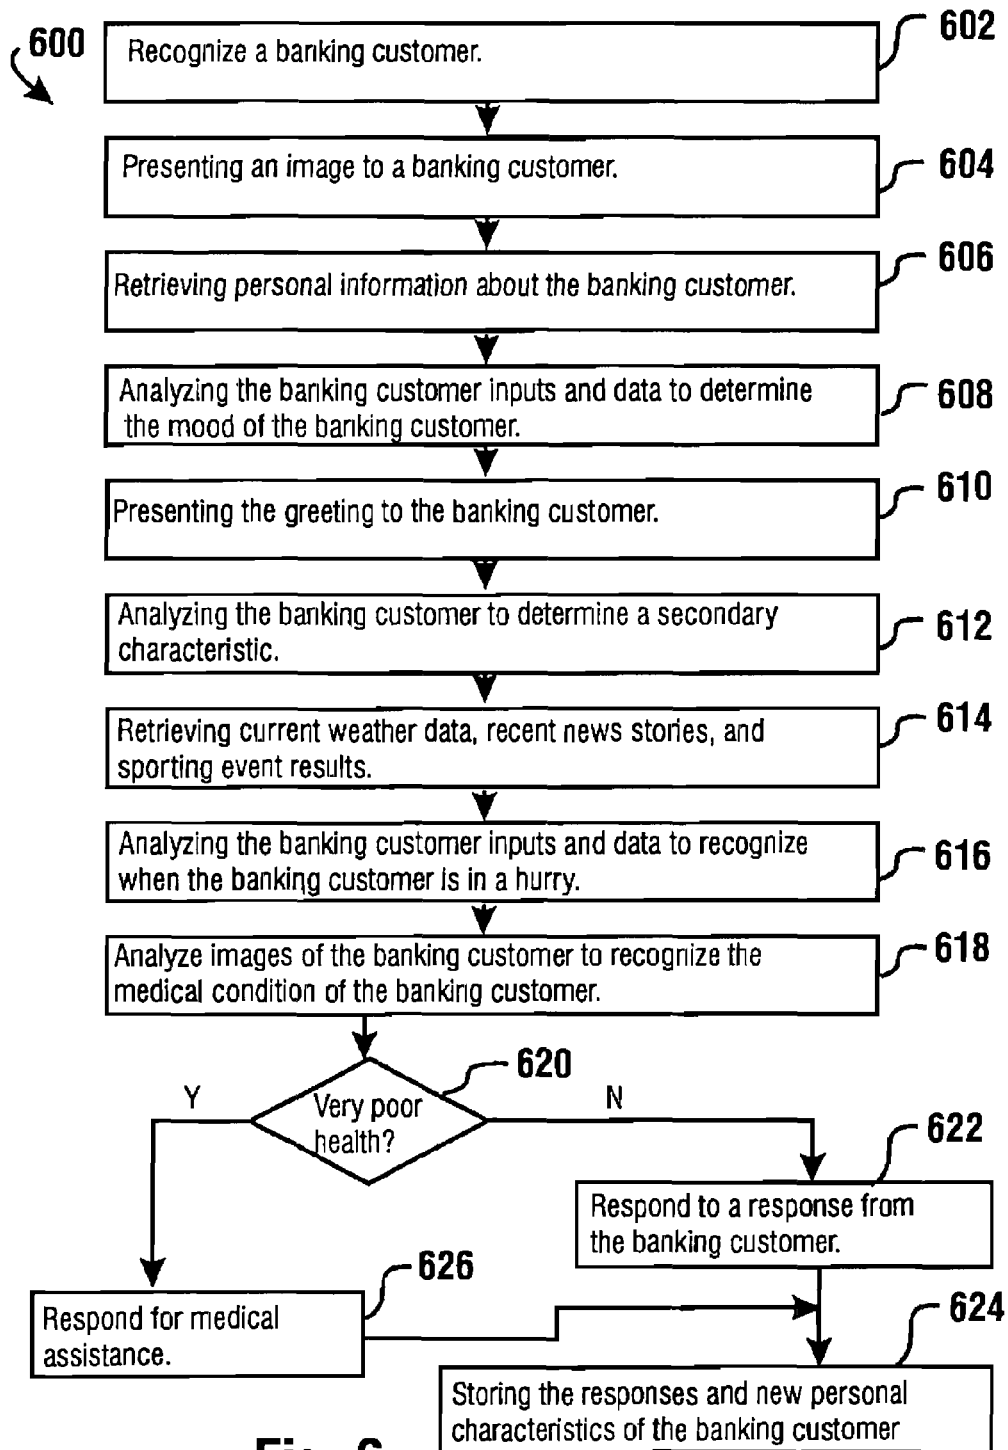 600
602
Recognize a banking customer.
604
Presenting an image to a banking customer.
606
Retrieving personal information about the banking customer.
608
Analyzing the banking customer inputs and data to determine
the mood of the banking customer.
610
Presenting the greeting to the banking customer.
612
Analyzing the banking customer to determine a secondary
characteristic.
614
Retrieving current weather data, recent news stories, and
sporting event results.
616
Analyzing the banking customer inputs and data to recognize
when the banking customer is in a hurry.
618
Analyze images of the banking customer to recognize the
medical condition of the banking customer.
620
Y
Very poor
health?
N
622
Respond to a response from
the banking customer.
626
Respond for medical
assistance.
624
Storing the responses and new personal
characteristics of the banking customer
Fig. 6